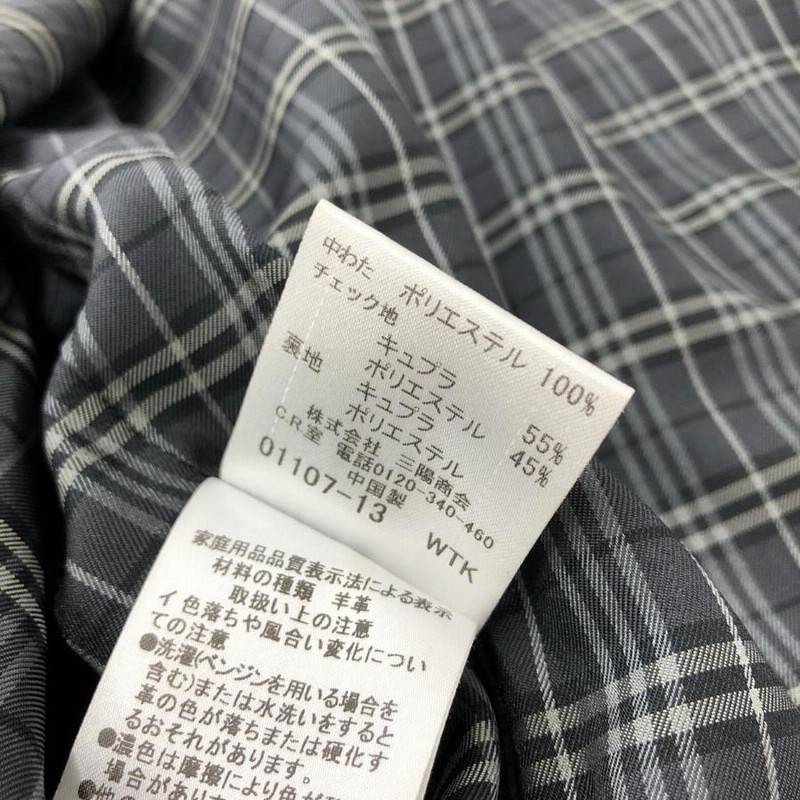 中わた ポリエステル 100%
チェック地
キュプラ
裏地 ポリエステル 55%
キュプラ 45%
ポリエステル
株式会社 三陽商会
C.R.室 電話0120-340-460
中国製
01107-13 WTK
家庭用品品質表示法による表示
材料の種類 羊革
取扱い上の注意
イ 色落ちや風合い変化につい
ての注意
●洗濯(ベンジンを用いる場合を
含む)または水洗いをすると
革の色が落ちまたは硬化す
るおそれがあります。
●濃色は摩擦により色が
場合があります
●他の